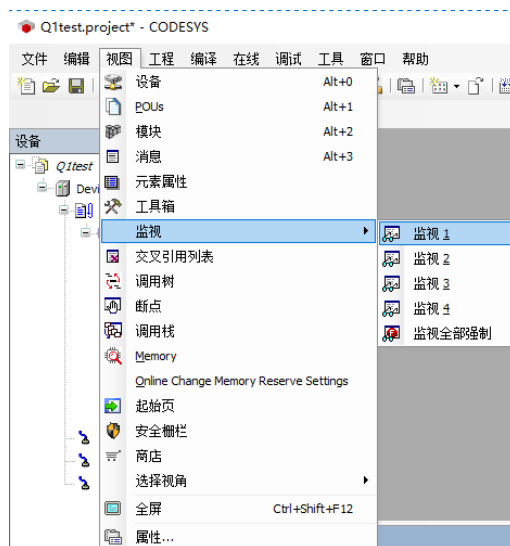 Q1test.project* - CODESYS
文件 编辑 视图 工程 编译 在线 调试 工具 窗口 帮助
设备 Alt+0
POUs Alt+1
模块 Alt+2
消息 Alt+3
元素属性
工具箱
监视
交叉引用列表
调用树
断点
调用栈
Memory
Online Change Memory Reserve Settings
起始页
安全栅栏
商店
选择视角
全屏 Ctrl+Shift+F12
属性...
设备
Q1test
Devi
监视 1
监视 2
监视 3
监视 4
监视全部强制